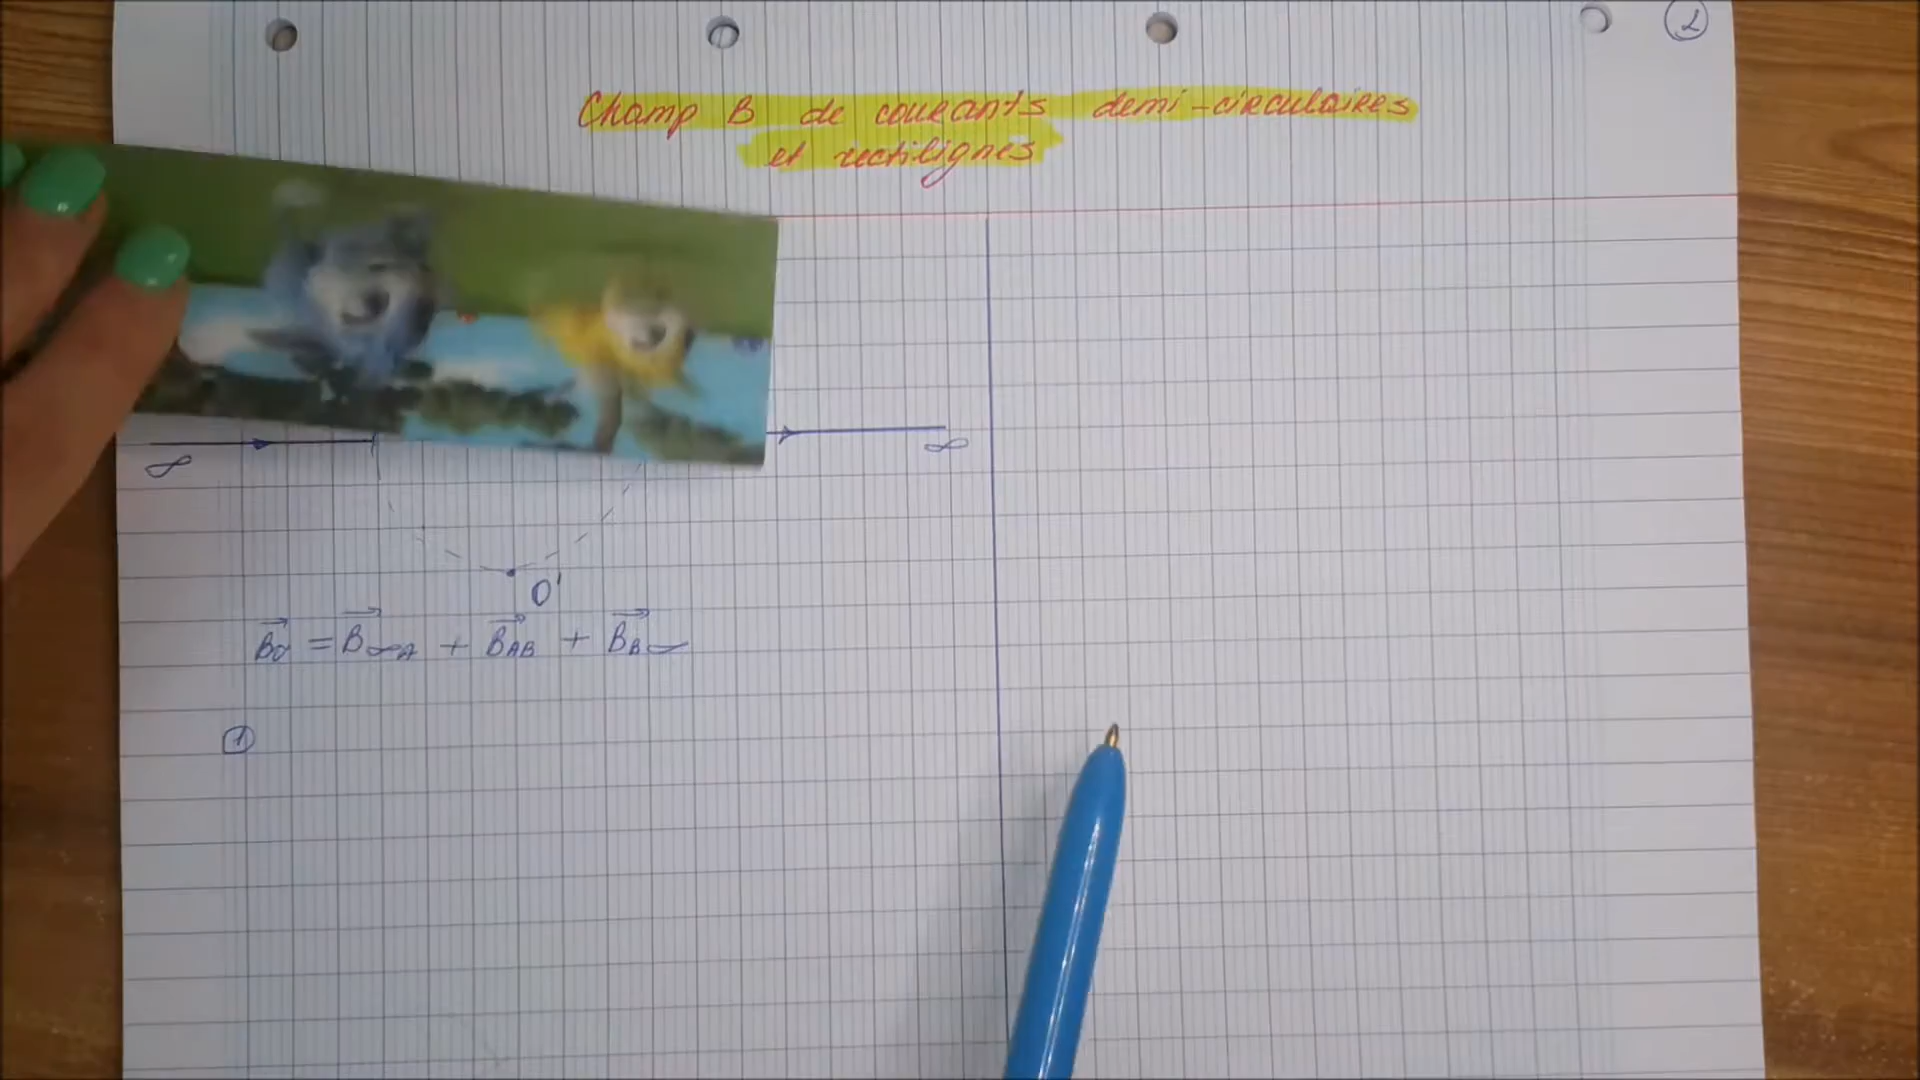 2
Champ B de courants demi-circulaires
et rectilignes
∞ ∞
O'
B⃗O' = B⃗∞A + B⃗AB + B⃗B∞
①